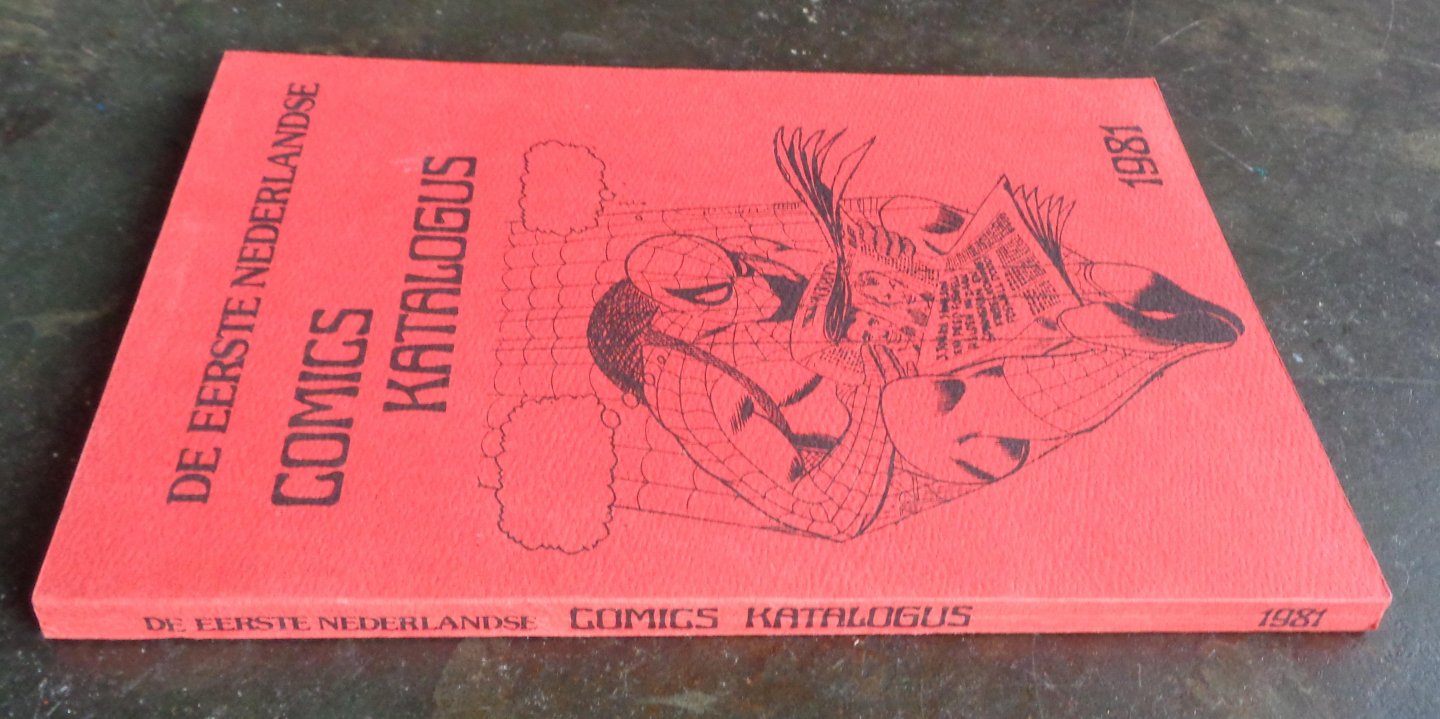 DE EERSTE NEDERLANDSE
COMICS
KATALOGUS
1981
DE EERSTE NEDERLANDSE COMICS KATALOGUS 1981